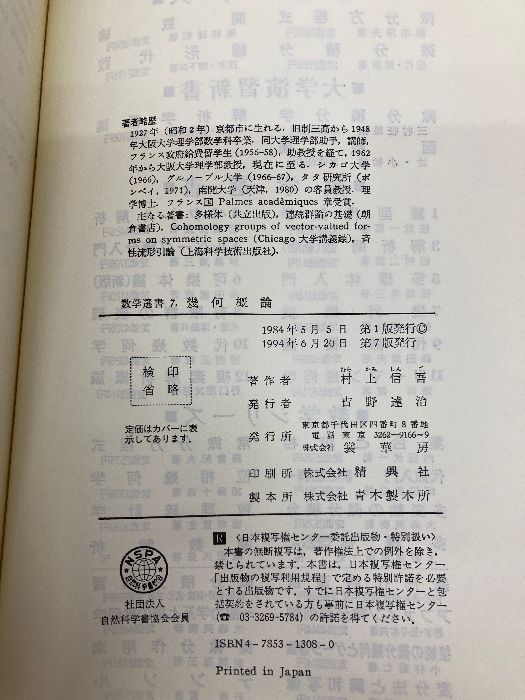 著者略歴
1927年（昭和2年）京都市に生れる．旧制三高から1948
年大阪大学理学部数学科卒業，同大学理学部助手，講師，
フランス政府給費留学生（1956-58），助教授を経て，1962
年から大阪大学理学部教授，現在に至る．シカゴ大学
（1966），グルノーブル大学（1966-67），タタ研究所（ボ
ンベイ，1971），南開大学（天津，1980）の客員教授．理
学博士．フランス国 Palmes acadèmiques 章受賞．
主なる著書：多様体（共立出版），連続群論の基礎（朝
倉書店），Cohomology groups of vector-valued for-
ms on symmetric spaces（Chicago 大学講義録），斉
性流形引論（上海科学技術出版社）．
数学選書 7. 幾何概論
1984年5月5日 第1版発行©
1994年6月20日 第7版発行
検印
省略
定価はカバーに表
示してあります．
著作者 村上信吾
発行者 吉野達治
発行所
東京都千代田区四番町8番地
電話 東京 3262-9166~9
株式会社 裳華房
印刷所 株式会社 精興社
製本所 株式会社 青木製本所
NSPA
社団法人
自然科学書協会会員
R 〈日本複写権センター委託出版物・特別扱い〉
本書の無断複写は，著作権法上での例外を除き，
禁じられています．本書は，日本複写権センター
「出版物の複写利用規程」で定める特別許諾を必要
とする出版物です．すでに日本複写権センターと包
括契約をされている方も事前に日本複写権センター
（☎ 03-3269-5784）の許諾を得てください．
ISBN4-7853-1308-0
Printed in Japan